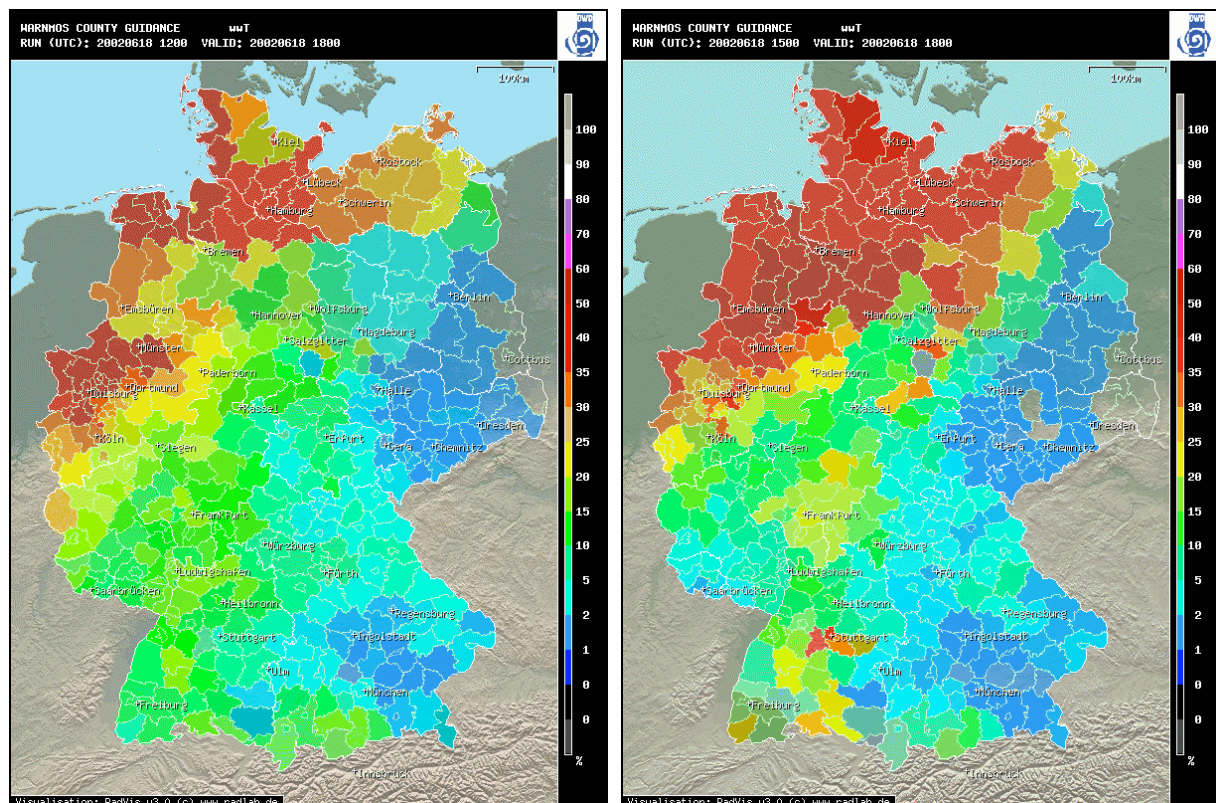 WARNMOS COUNTY GUIDANCE wwT
RUN (UTC): 20020618 1200 VALID: 20020618 1800
DWD
100km
Kiel
Rostock
Lübeck
Hamburg
Schwerin
Bremen
Emsbüren
Hannover
Wolfsburg
Berlin
Münster
Salzgitter
Magdeburg
Cottbus
Duisburg
Dortmund
Paderborn
Kassel
Halle
Köln
Siegen
Erfurt
Gera
Chemnitz
Dresden
Frankfurt
Würzburg
Ludwigshafen
Fürth
Saarbrücken
Heilbronn
Regensburg
Stuttgart
Ingolstadt
Ulm
München
Freiburg
Innsbruck
100
90
80
70
60
50
40
35
30
25
20
15
10
5
2
1
0
0
%
Visualisation: RadVis v3.0 (c) www.radlab.de
WARNMOS COUNTY GUIDANCE wwT
RUN (UTC): 20020618 1500 VALID: 20020618 1800
DWD
100km
Kiel
Rostock
Lübeck
Hamburg
Schwerin
Bremen
Emsbüren
Hannover
Wolfsburg
Berlin
Münster
Salzgitter
Magdeburg
Cottbus
Duisburg
Dortmund
Paderborn
Kassel
Halle
Köln
Siegen
Erfurt
Gera
Chemnitz
Dresden
Frankfurt
Würzburg
Ludwigshafen
Fürth
Saarbrücken
Heilbronn
Regensburg
Stuttgart
Ingolstadt
Ulm
München
Freiburg
Innsbruck
100
90
80
70
60
50
40
35
30
25
20
15
10
5
2
1
0
0
%
Visualisation: RadVis v3.0 (c) www.radlab.de